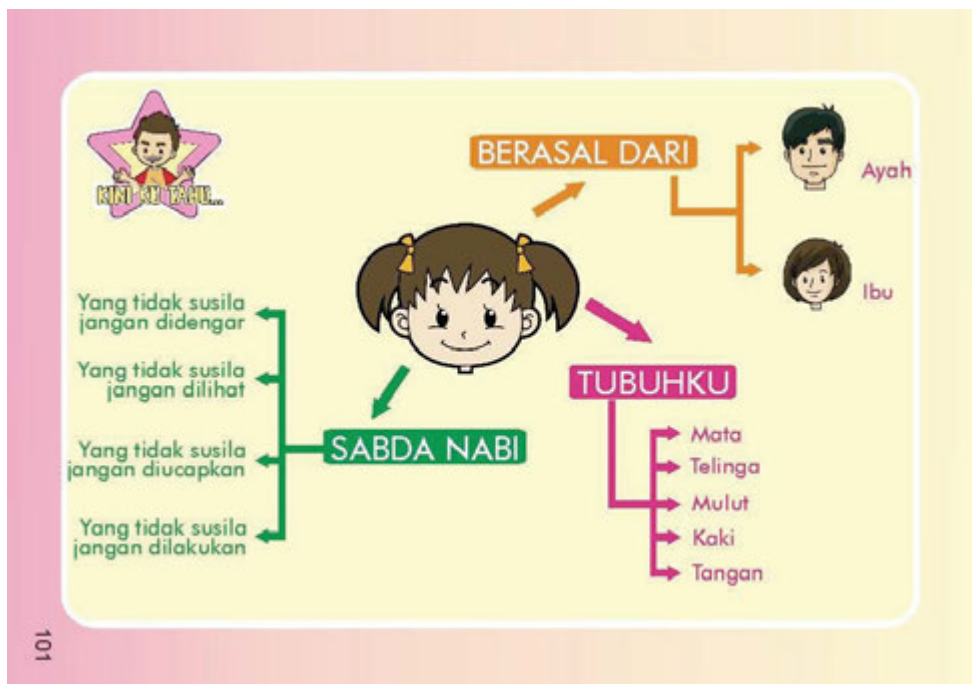 KINI KU TAHU...
BERASAL DARI
Ayah
Ibu
TUBUHKU
Mata
Telinga
Mulut
Kaki
Tangan
SABDA NABI
Yang tidak susila
jangan didengar
Yang tidak susila
jangan dilihat
Yang tidak susila
jangan diucapkan
Yang tidak susila
jangan dilakukan
101